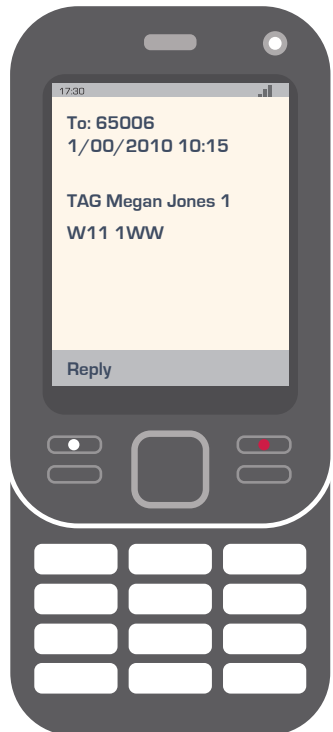 17:30
To: 65006
1/00/2010 10:15
TAG Megan Jones 1
W11 1WW
Reply